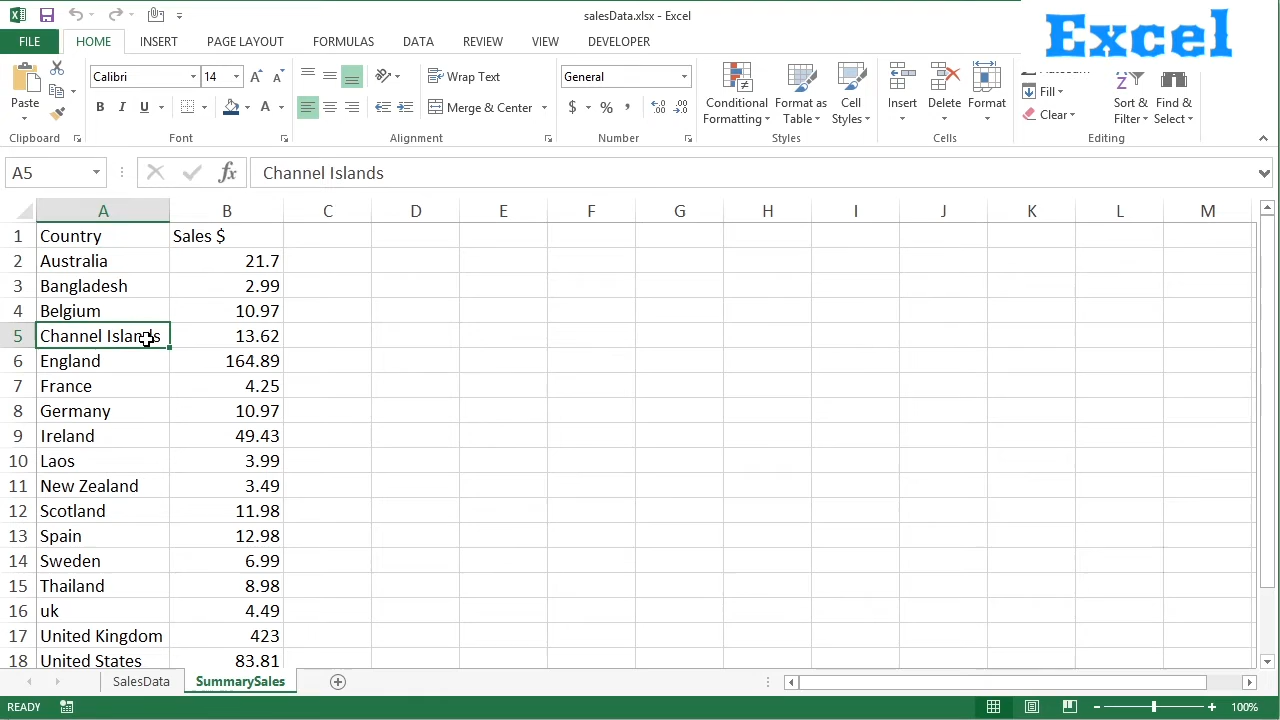 salesData.xlsx - Excel
Excel
FILE HOME INSERT PAGE LAYOUT FORMULAS DATA REVIEW VIEW DEVELOPER
Calibri 14 Wrap Text General
Paste B I U A Merge & Center $ % , Conditional Formatting Format as Table Cell Styles Insert Delete Format Fill Clear Sort & Filter Find & Select
Clipboard Font Alignment Number Styles Cells Editing
A5 fx Channel Islands
A B C D E F G H I J K L M
1 Country Sales $
2 Australia 21.7
3 Bangladesh 2.99
4 Belgium 10.97
5 Channel Islands 13.62
6 England 164.89
7 France 4.25
8 Germany 10.97
9 Ireland 49.43
10 Laos 3.99
11 New Zealand 3.49
12 Scotland 11.98
13 Spain 12.98
14 Sweden 6.99
15 Thailand 8.98
16 uk 4.49
17 United Kingdom 423
18 United States 83.81
SalesData SummarySales
READY 100%